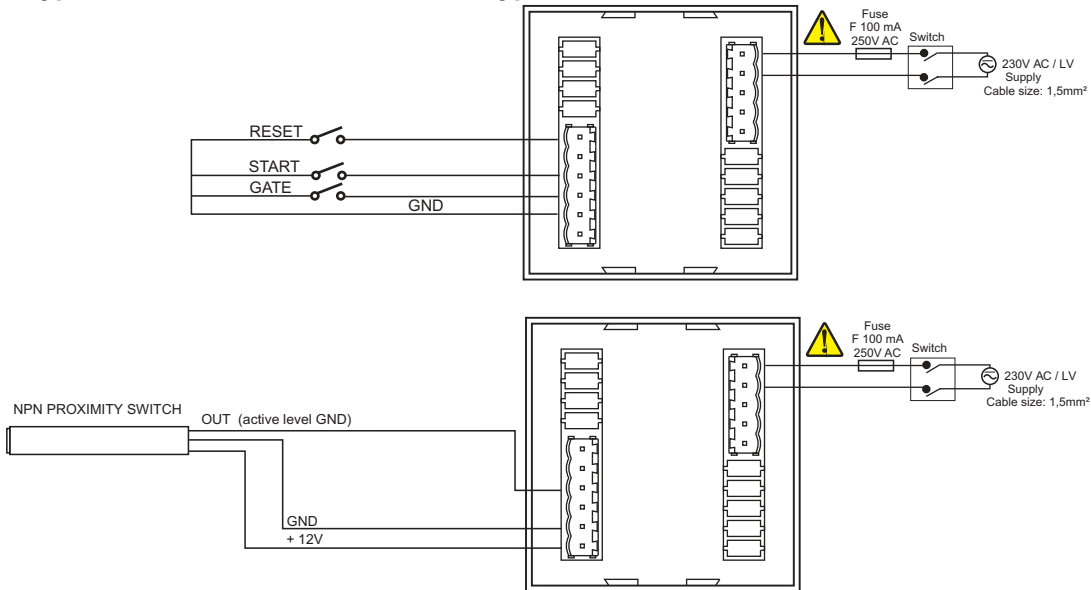 Fuse
F 100 mA
250V AC
Switch
230V AC / LV
Supply
Cable size: 1,5mm²
RESET
START
GATE
GND
Fuse
F 100 mA
250V AC
Switch
230V AC / LV
Supply
Cable size: 1,5mm²
NPN PROXIMITY SWITCH
OUT (active level GND)
GND
+ 12V